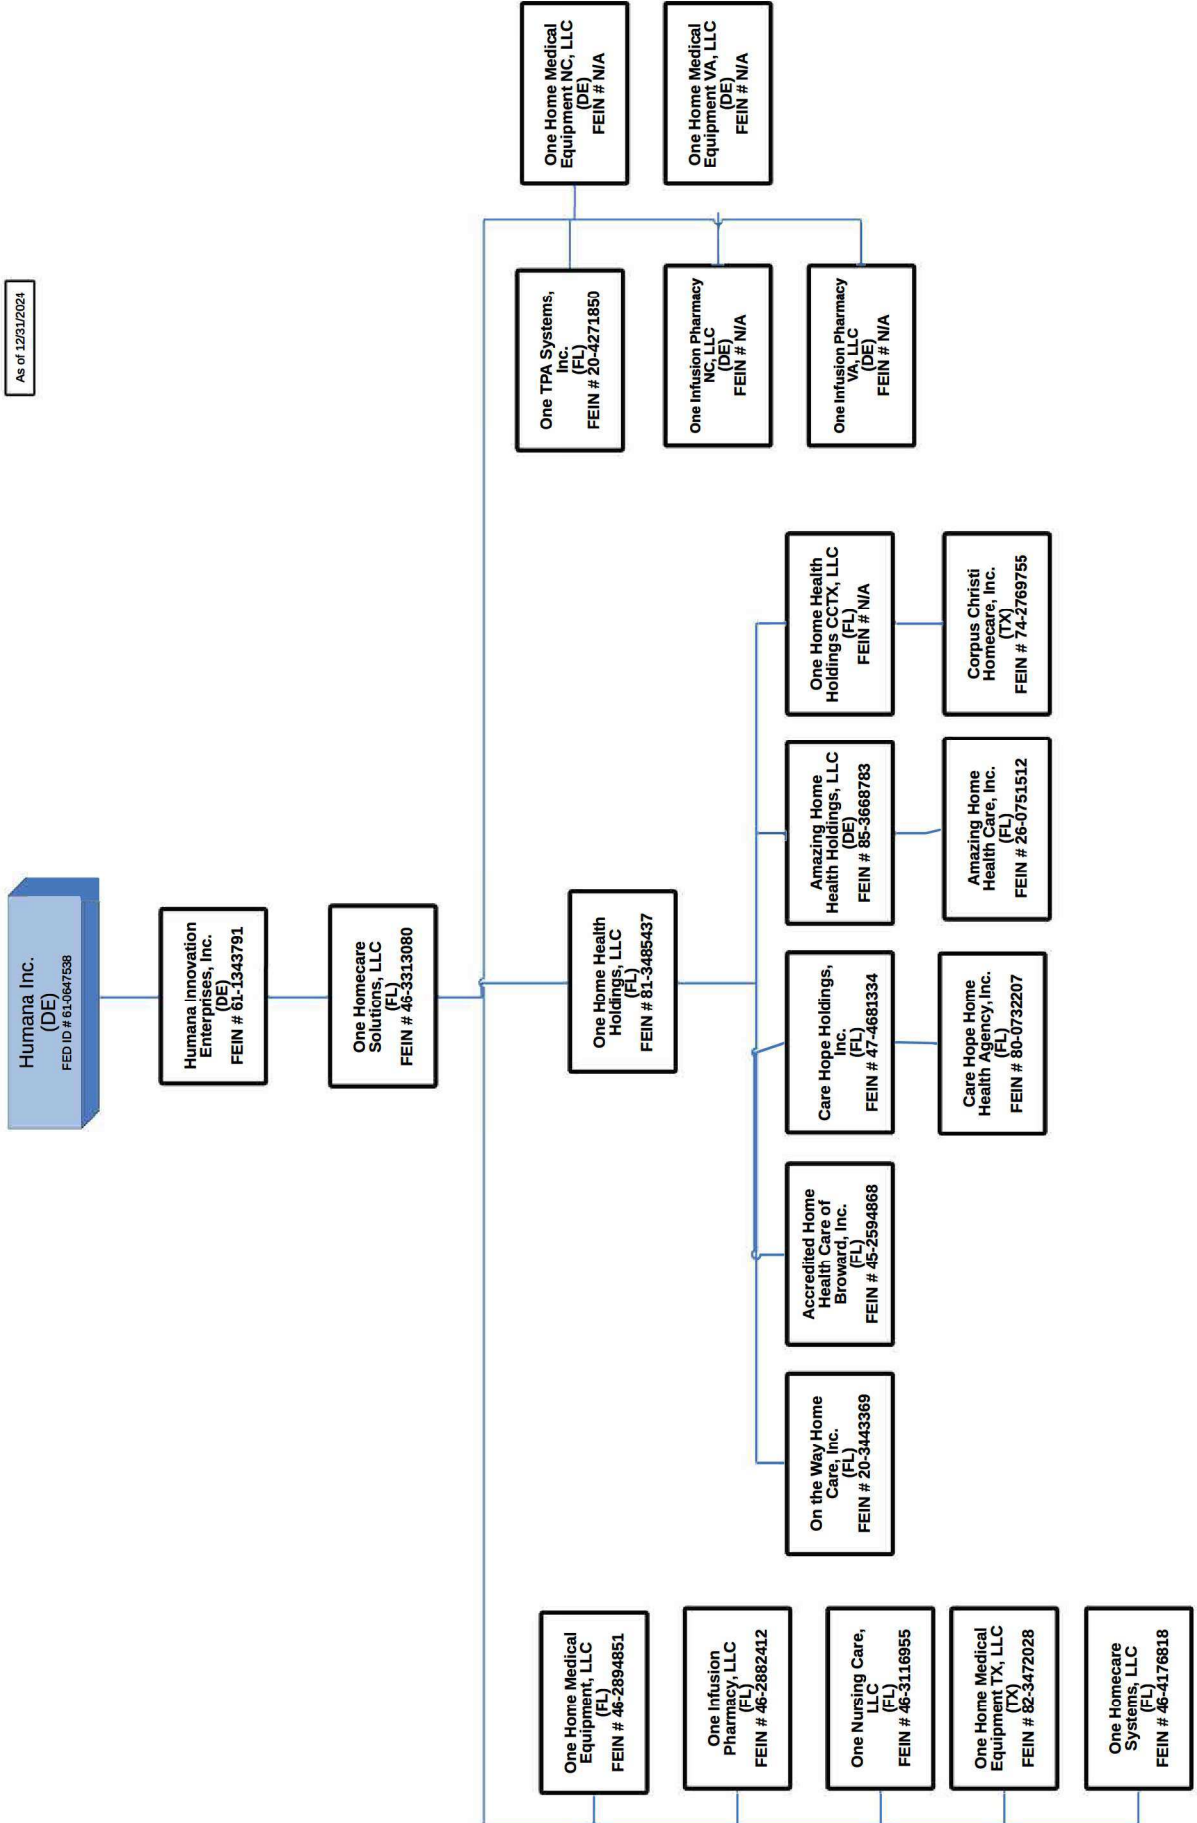 As of 12/31/2024
Humana Inc.
(DE)
FED ID # 61-0647538
Humana Innovation
Enterprises, Inc.
(DE)
FEIN # 61-1343791
One Homecare
Solutions, LLC
(FL)
FEIN # 46-3313080
One Home Medical
Equipment, LLC
(FL)
FEIN # 46-2894851
One Infusion
Pharmacy, LLC
(FL)
FEIN # 46-2882412
One Nursing Care,
LLC
(FL)
FEIN # 46-3116955
One Home Medical
Equipment TX, LLC
(TX)
FEIN # 82-3472028
One Homecare
Systems, LLC
(FL)
FEIN # 46-4176818
One Home Health
Holdings, LLC
(FL)
FEIN # 81-3485437
On the Way Home
Care, Inc.
(FL)
FEIN # 20-3443369
Accredited Home
Health Care of
Broward, Inc.
(FL)
FEIN # 45-2594868
Care Hope Holdings,
Inc.
(FL)
FEIN # 47-4681334
Amazing Home
Health Holdings, LLC
(DE)
FEIN # 85-3668783
One Home Health
Holdings CCTX, LLC
(FL)
FEIN # N/A
Care Hope Home
Health Agency, Inc.
(FL)
FEIN # 80-0732207
Amazing Home
Health Care, Inc.
(FL)
FEIN # 26-0751512
Corpus Christi
Homecare, Inc.
(TX)
FEIN # 74-2769755
One TPA Systems,
Inc.
(FL)
FEIN # 20-4271850
One Infusion Pharmacy
NC, LLC
(DE)
FEIN # N/A
One Infusion Pharmacy
VA, LLC
(DE)
FEIN # N/A
One Home Medical
Equipment NC, LLC
(DE)
FEIN # N/A
One Home Medical
Equipment VA, LLC
(DE)
FEIN # N/A